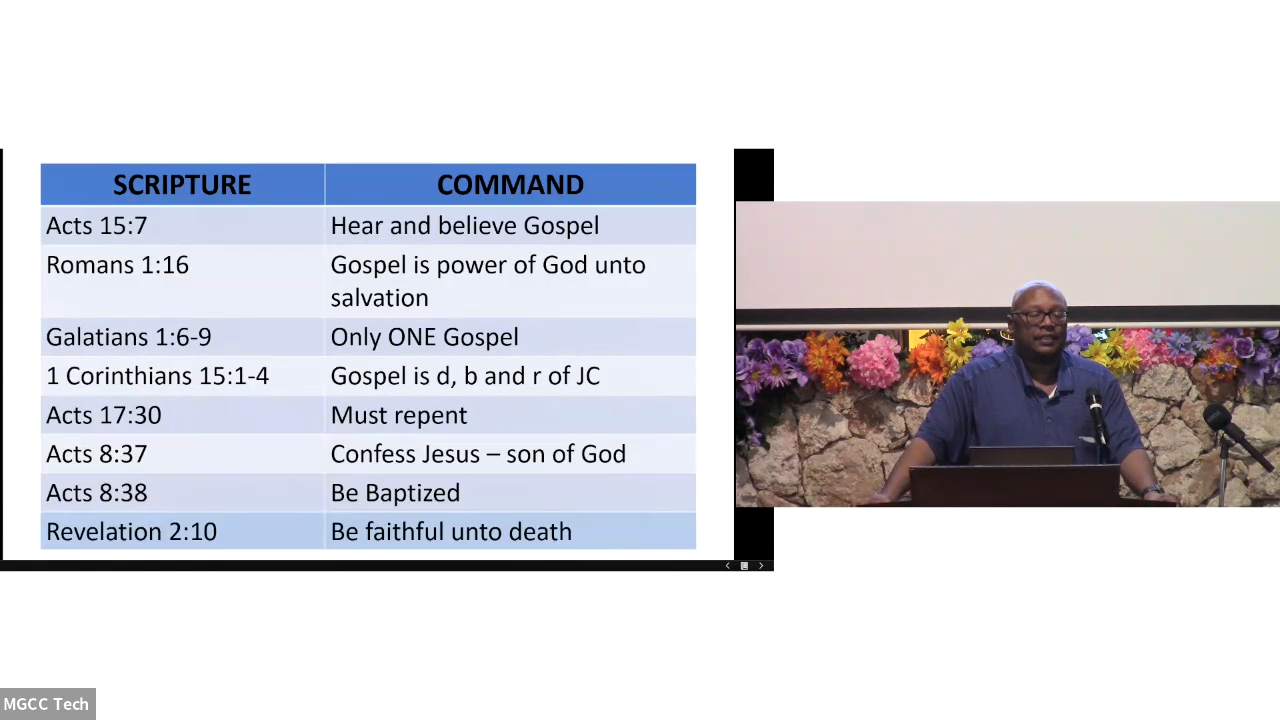 SCRIPTURE COMMAND
Acts 15:7 Hear and believe Gospel
Romans 1:16 Gospel is power of God unto
salvation
Galatians 1:6-9 Only ONE Gospel
1 Corinthians 15:1-4 Gospel is d, b and r of JC
Acts 17:30 Must repent
Acts 8:37 Confess Jesus – son of God
Acts 8:38 Be Baptized
Revelation 2:10 Be faithful unto death
MGCC Tech